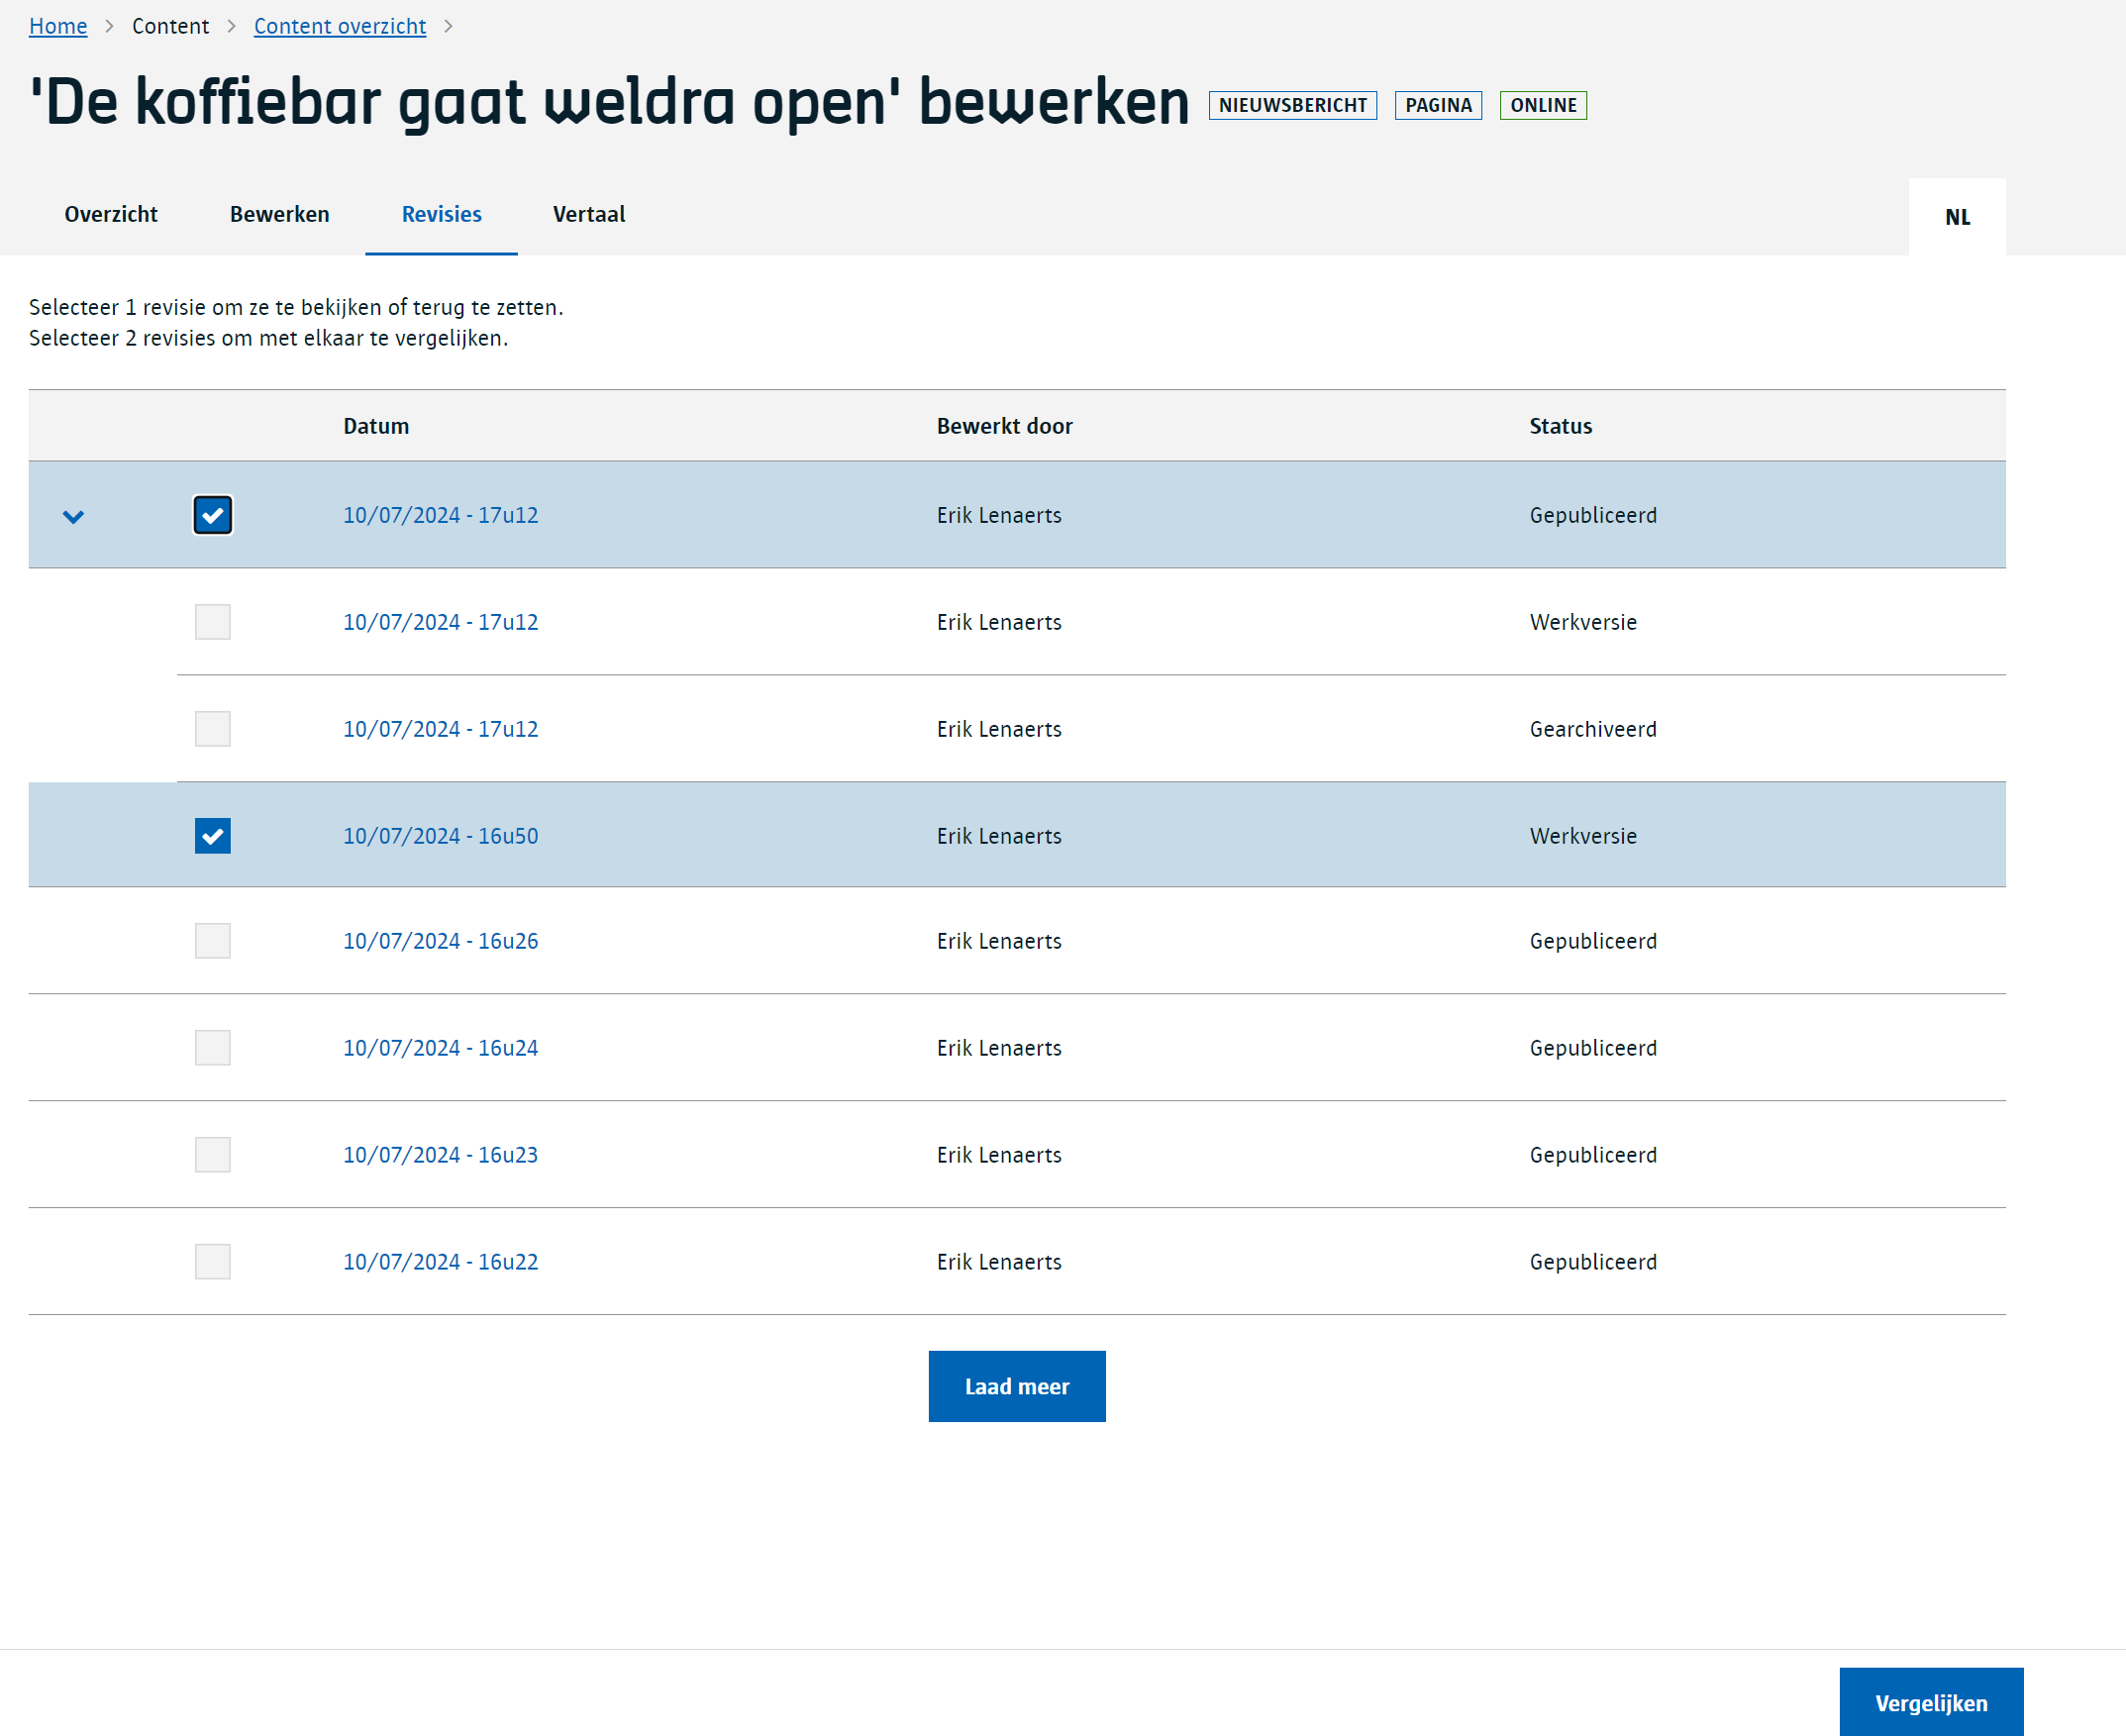 Home > Content > Content overzicht >
'De koffiebar gaat weldra open' bewerken NIEUWSBERICHT PAGINA ONLINE
Overzicht Bewerken Revisies Vertaal NL
Selecteer 1 revisie om ze te bekijken of terug te zetten.
Selecteer 2 revisies om met elkaar te vergelijken.
Datum Bewerkt door Status
10/07/2024 - 17u12 Erik Lenaerts Gepubliceerd
10/07/2024 - 17u12 Erik Lenaerts Werkversie
10/07/2024 - 17u12 Erik Lenaerts Gearchiveerd
10/07/2024 - 16u50 Erik Lenaerts Werkversie
10/07/2024 - 16u26 Erik Lenaerts Gepubliceerd
10/07/2024 - 16u24 Erik Lenaerts Gepubliceerd
10/07/2024 - 16u23 Erik Lenaerts Gepubliceerd
10/07/2024 - 16u22 Erik Lenaerts Gepubliceerd
Laad meer
Vergelijken